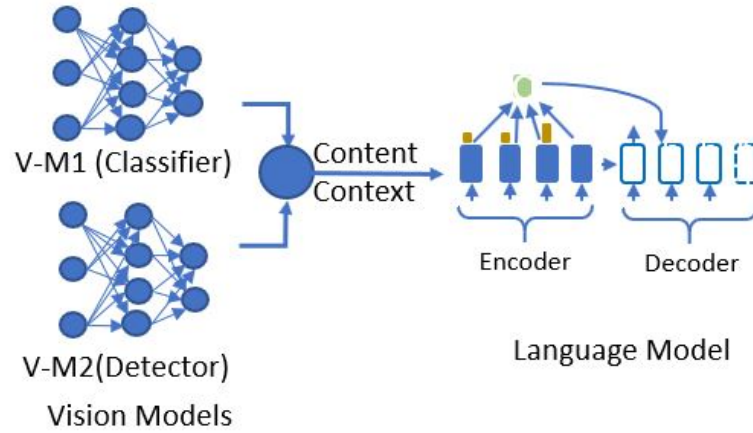 V-M1 (Classifier)
Content
Context
V-M2(Detector)
Vision Models
Encoder
Decoder
Language Model